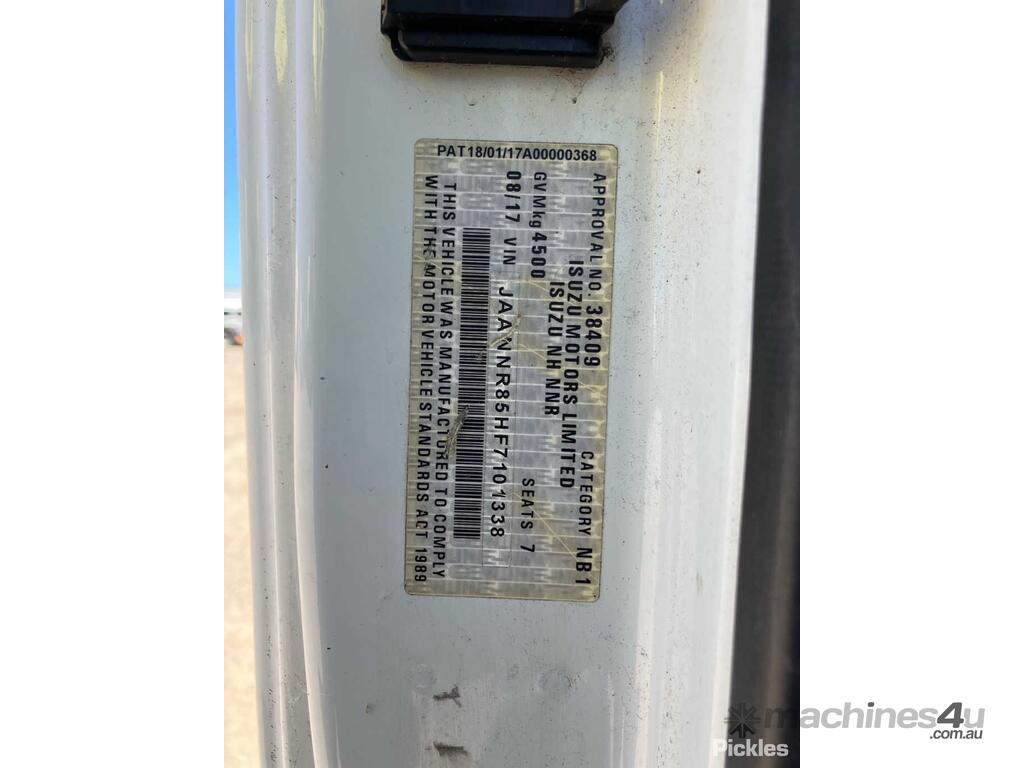 PAT18/01/17A00000368
APPROVAL NO. 38409 CATEGORY NB1
ISUZU MOTORS LIMITED
ISUZU NH NNR
GVMkg 4500 SEATS 7
08/17 VIN JAANNR85HF7101338
THIS VEHICLE WAS MANUFACTURED TO COMPLY
WITH THE MOTOR VEHICLE STANDARDS ACT 1989
machines4u
.com.au
Pickles